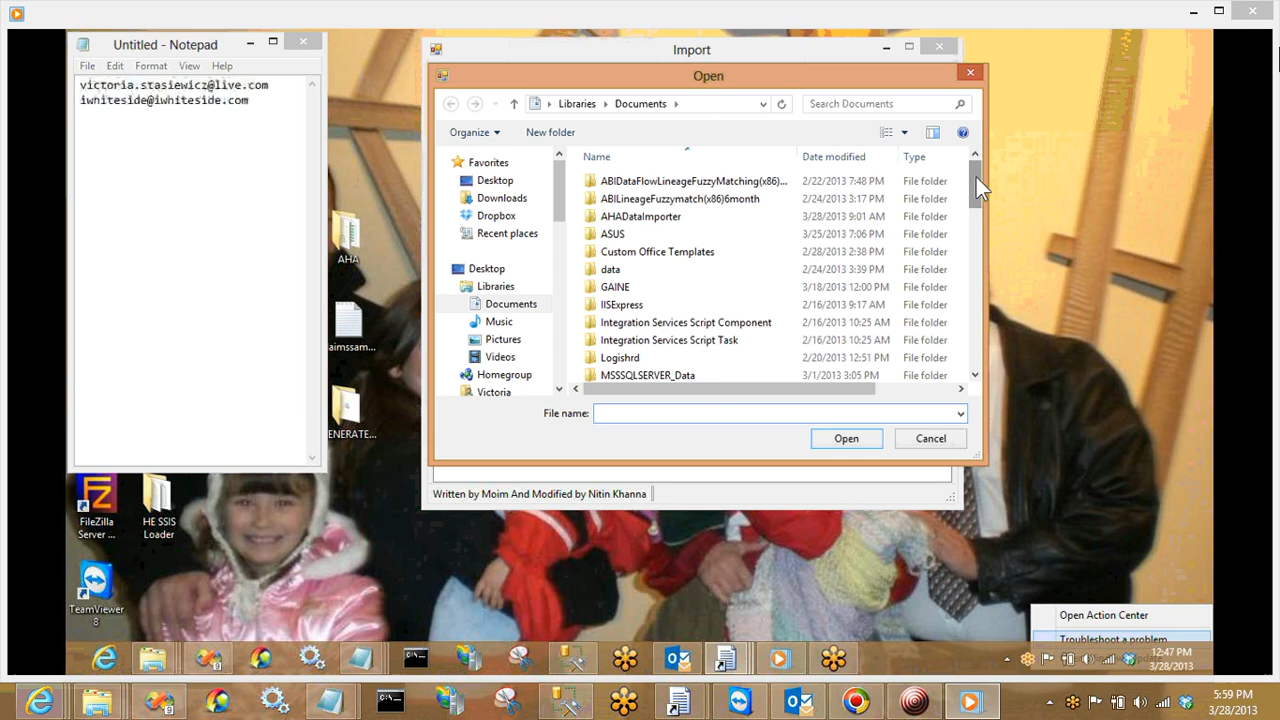 Untitled - Notepad
File Edit Format View Help
victoria.stasiewicz@live.com
iwhiteside@iwhiteside.com
AHA
aimssam...
ENERATE...
FileZilla
Server ...
HE SSIS
Loader
TeamViewer
8
Import
Open
Libraries Documents
Search Documents
Organize New folder
Name Date modified Type
Favorites
Desktop
Downloads
Dropbox
Recent places
Desktop
Libraries
Documents
Music
Pictures
Videos
Homegroup
Victoria
ABIDataFlowLineageFuzzyMatching(x86)... 2/22/2013 7:48 PM File folder
ABILineageFuzzymatch(x86)6month 2/24/2013 3:17 PM File folder
AHADataImporter 3/28/2013 9:01 AM File folder
ASUS 3/25/2013 7:06 PM File folder
Custom Office Templates 2/28/2013 2:38 PM File folder
data 2/24/2013 3:39 PM File folder
GAINE 3/18/2013 12:00 PM File folder
IISExpress 2/16/2013 9:17 AM File folder
Integration Services Script Component 2/16/2013 10:25 AM File folder
Integration Services Script Task 2/16/2013 10:25 AM File folder
Logishrd 2/20/2013 12:51 PM File folder
MSSSQLSERVER_Data 3/1/2013 3:05 PM File folder
File name:
Open Cancel
Written by Moim And Modified by Nitin Khanna
Open Action Center
Troubleshoot a problem
12:47 PM
3/28/2013
5:59 PM
3/28/2013